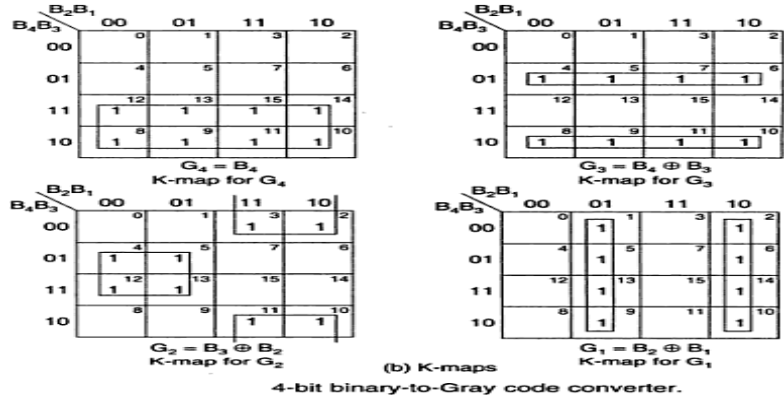 B₂B₁
B₄B₃ 00 01 11 10
0 1 3 2
00
4 5 7 6
01
12 13 15 14
11 1 1 1 1
8 9 11 10
10 1 1 1 1
G₄ = B₄
K-map for G₄
B₂B₁
B₄B₃ 00 01 11 10
0 1 3 2
00
4 5 7 6
01 1 1 1 1
12 13 15 14
11
8 9 11 10
10 1 1 1 1
G₃ = B₄ ⊕ B₃
K-map for G₃
B₂B₁
B₄B₃ 00 01 11 10
0 1 3 2
00 1 1
4 5 7 6
01 1 1
12 13 15 14
11 1 1
8 9 11 10
10 1 1
G₂ = B₃ ⊕ B₂
K-map for G₂
B₂B₁
B₄B₃ 00 01 11 10
0 1 3 2
00 1 1
4 5 7 6
01 1 1
12 13 15 14
11 1 1
8 9 11 10
10 1 1
G₁ = B₂ ⊕ B₁
K-map for G₁
(b) K-maps
4-bit binary-to-Gray code converter.